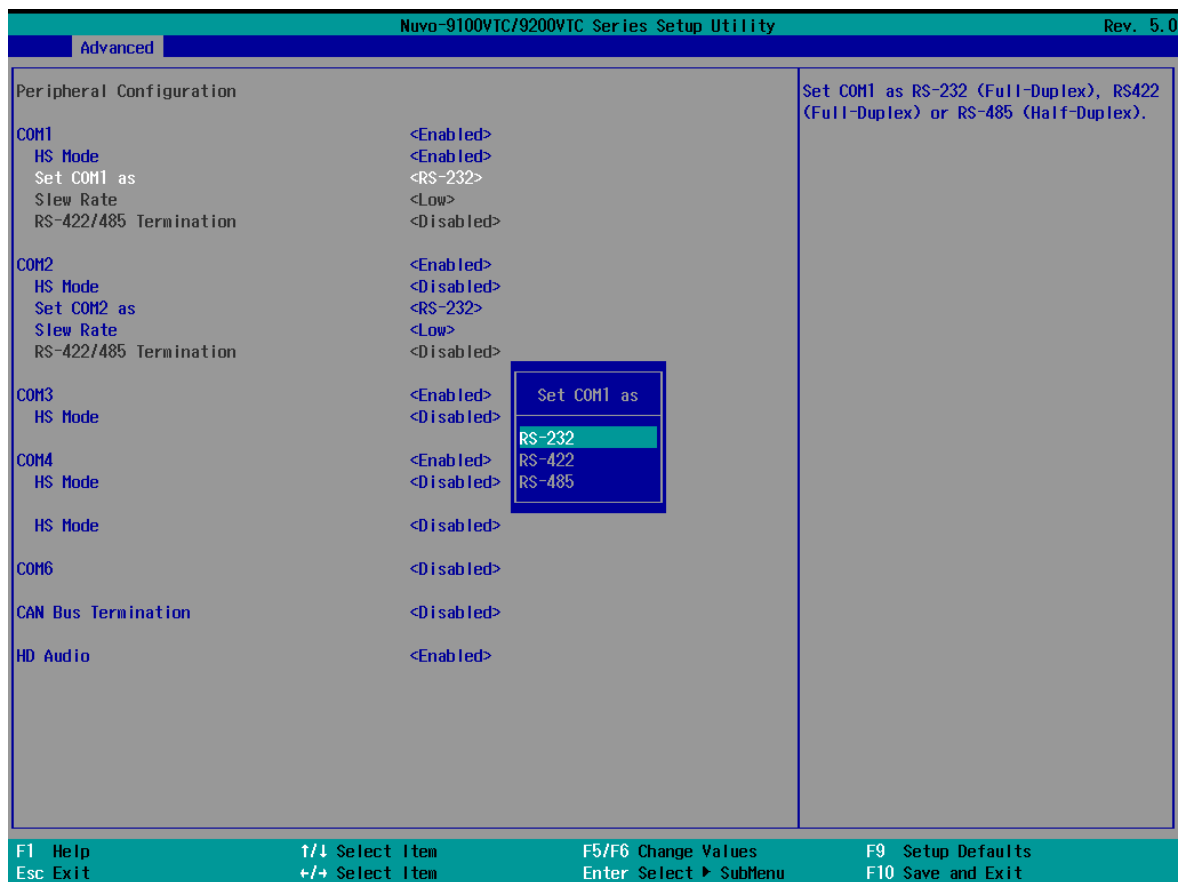 Nuvo-9100VTC/9200VTC Series Setup Utility Rev. 5.0
Advanced
Peripheral Configuration
Set COM1 as RS-232 (Full-Duplex), RS422
(Full-Duplex) or RS-485 (Half-Duplex).
COM1 <Enabled>
HS Mode <Enabled>
Set COM1 as <RS-232>
Slew Rate <Low>
RS-422/485 Termination <Disabled>
COM2 <Enabled>
HS Mode <Disabled>
Set COM2 as <RS-232>
Slew Rate <Low>
RS-422/485 Termination <Disabled>
COM3 <Enabled>
HS Mode <Disabled>
COM4 <Enabled>
HS Mode <Disabled>
HS Mode <Disabled>
COM6 <Disabled>
CAN Bus Termination <Disabled>
HD Audio <Enabled>
Set COM1 as
RS-232
RS-422
RS-485
F1 Help ↑/↓ Select Item F5/F6 Change Values F9 Setup Defaults
Esc Exit ←/→ Select Item Enter Select ▶ SubMenu F10 Save and Exit